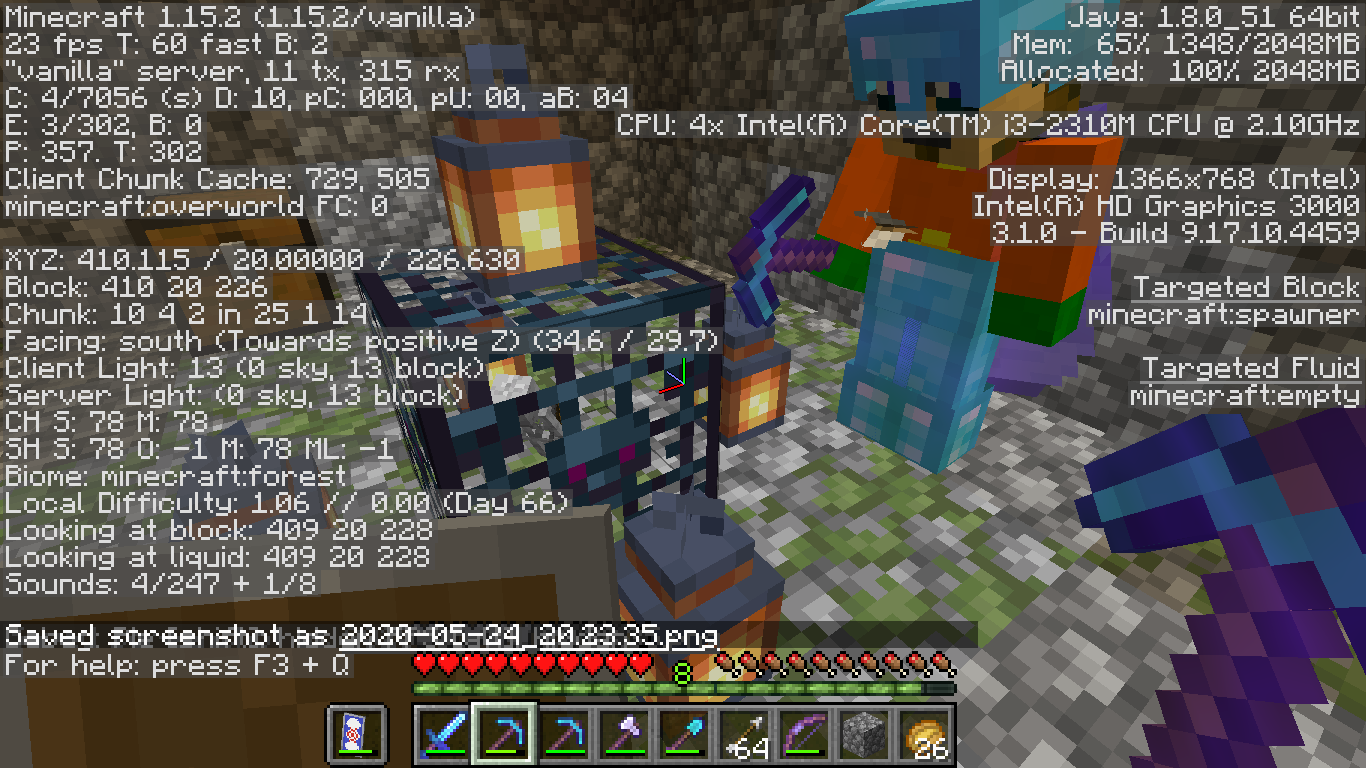 Minecraft 1.15.2 (1.15.2/vanilla)
23 fps T: 60 fast B: 2
"vanilla" server, 11 tx, 315 rx
C: 4/7056 (s) D: 10, pC: 000, pU: 00, aB: 04
E: 3/302, B: 0
P: 357. T: 302
Client Chunk Cache: 729, 505
minecraft:overworld FC: 0
XYZ: 410.115 / 20.00000 / 226.630
Block: 410 20 226
Chunk: 10 4 2 in 25 1 14
Facing: south (Towards positive Z) (34.6 / 29.7)
Client Light: 13 (0 sky, 13 block)
Server Light: (0 sky, 13 block)
CH S: 78 M: 78
SH S: 78 O: -1 M: 78 ML: -1
Biome: minecraft:forest
Local Difficulty: 1.06 // 0.00 (Day 66)
Looking at block: 409 20 228
Looking at liquid: 409 20 228
Sounds: 4/247 + 1/8
Saved screenshot as 2020-05-24_20.23.35.png
For help: press F3 + Q
Java: 1.8.0_51 64bit
Mem: 65% 1348/2048MB
Allocated: 100% 2048MB
CPU: 4x Intel(R) Core(TM) i3-2310M CPU @ 2.10GHz
Display: 1366x768 (Intel)
Intel(R) HD Graphics 3000
3.1.0 - Build 9.17.10.4459
Targeted Block
minecraft:spawner
Targeted Fluid
minecraft:empty
8
64
26